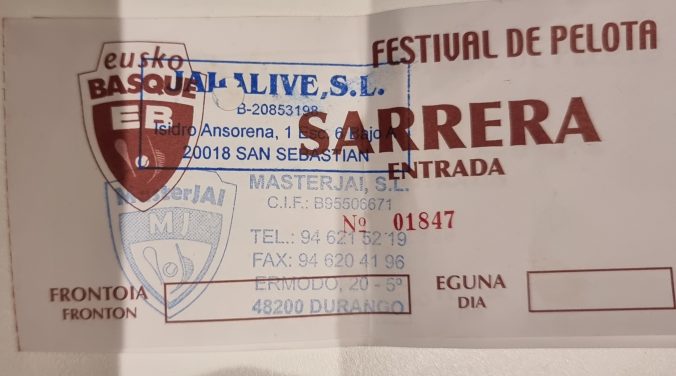 FESTIVAL DE PELOTA
eusko
BASQUE
EB
JAI ALIVE, S.L.
B-20853198
Isidro Ansorena, 1 Esc. 6 Bajo A
20018 SAN SEBASTIAN
SARRERA
ENTRADA
MasterJAI
MJ
MASTERJAI, S.L.
C.I.F.: B95506671
Nº 01847
TEL.: 94 621 52 19
FAX: 94 620 41 96
ERMODO, 20 - 6º
48200 DURANGO
FRONTOIA
FRONTON
EGUNA
DIA